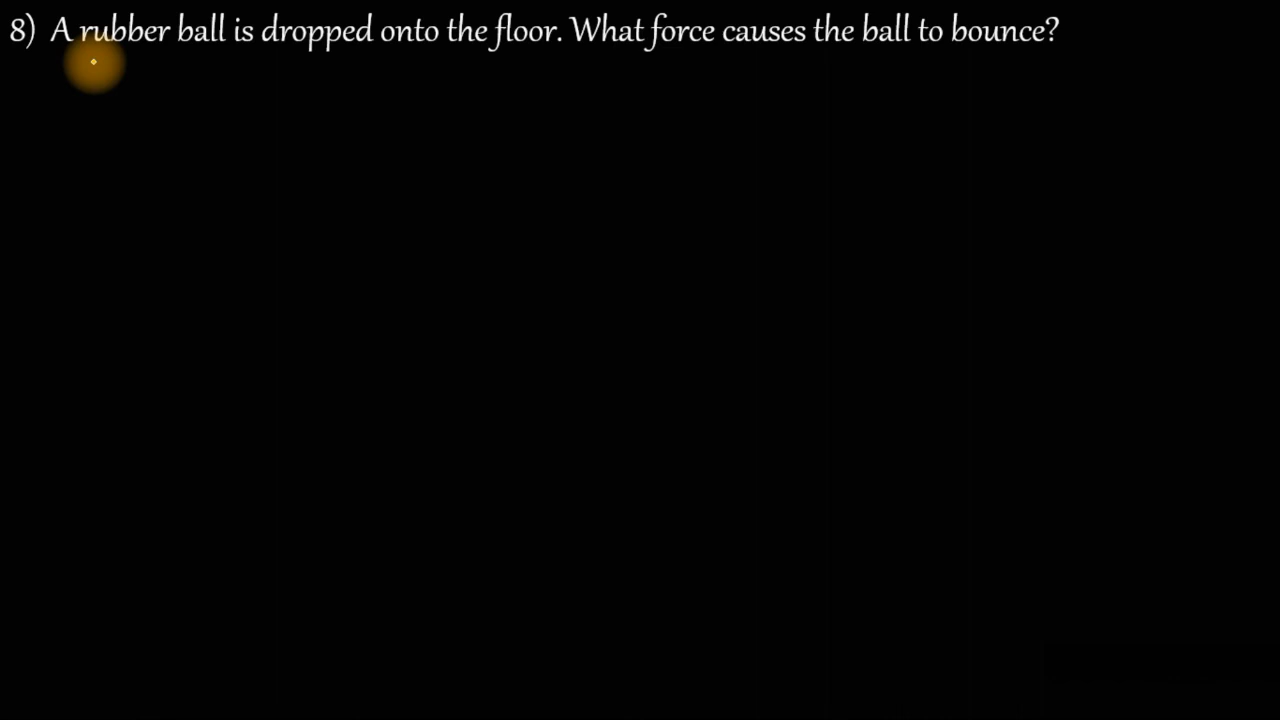 8) A rubber ball is dropped onto the floor. What force causes the ball to bounce?